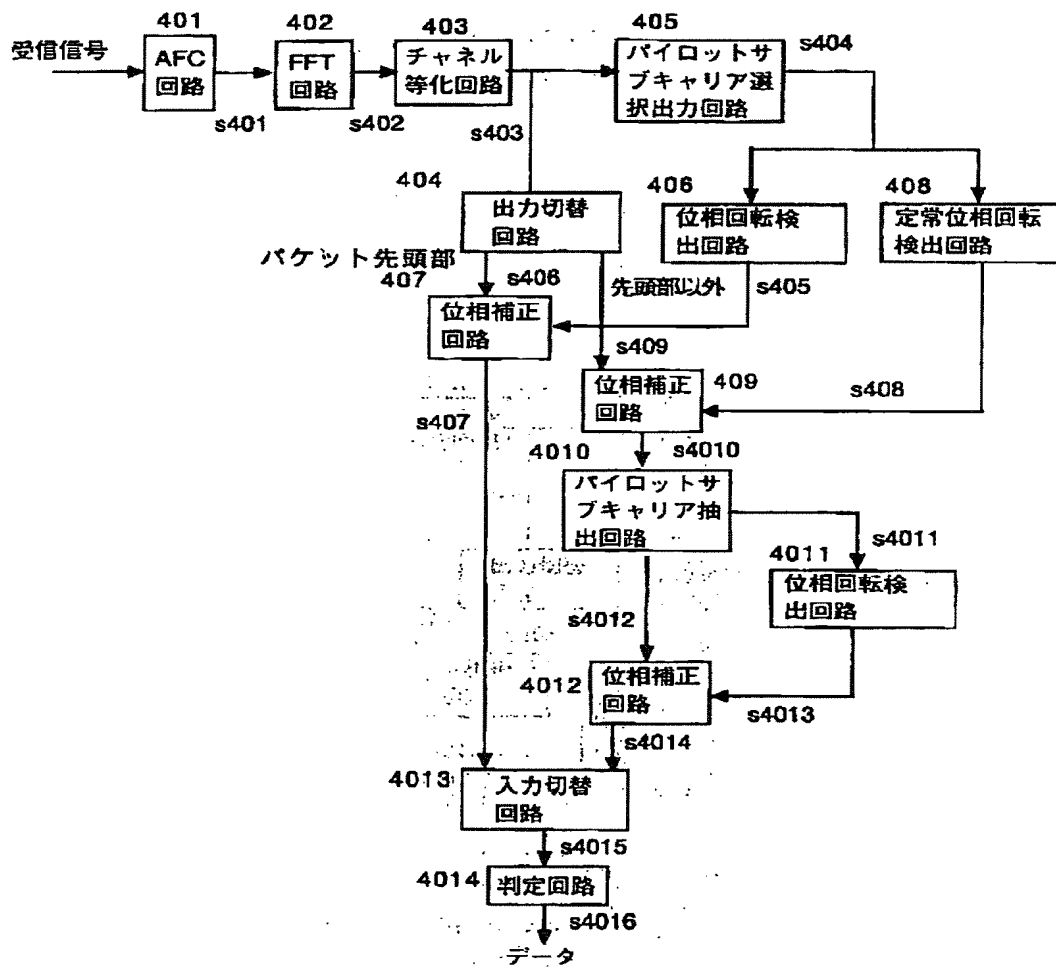 401
402
403
405
受信信号
AFC
回路
FFT
回路
チャネル
等化回路
パイロットサ
ブキャリア選
択出力回路
s404
s401
s402
s403
404
406
408
出力切替
回路
位相回転検
出回路
定常位相回転
検出回路
パケット先頭部
407
s406
先頭部以外
s405
位相補正
回路
s409
位相補正
回路
409
s408
s407
4010
s4010
パイロットサ
ブキャリア抽
出回路
s4011
4011
位相回転検
出回路
s4012
4012
位相補正
回路
s4013
s4014
4013
入力切替
回路
s4015
4014
判定回路
s4016
データ